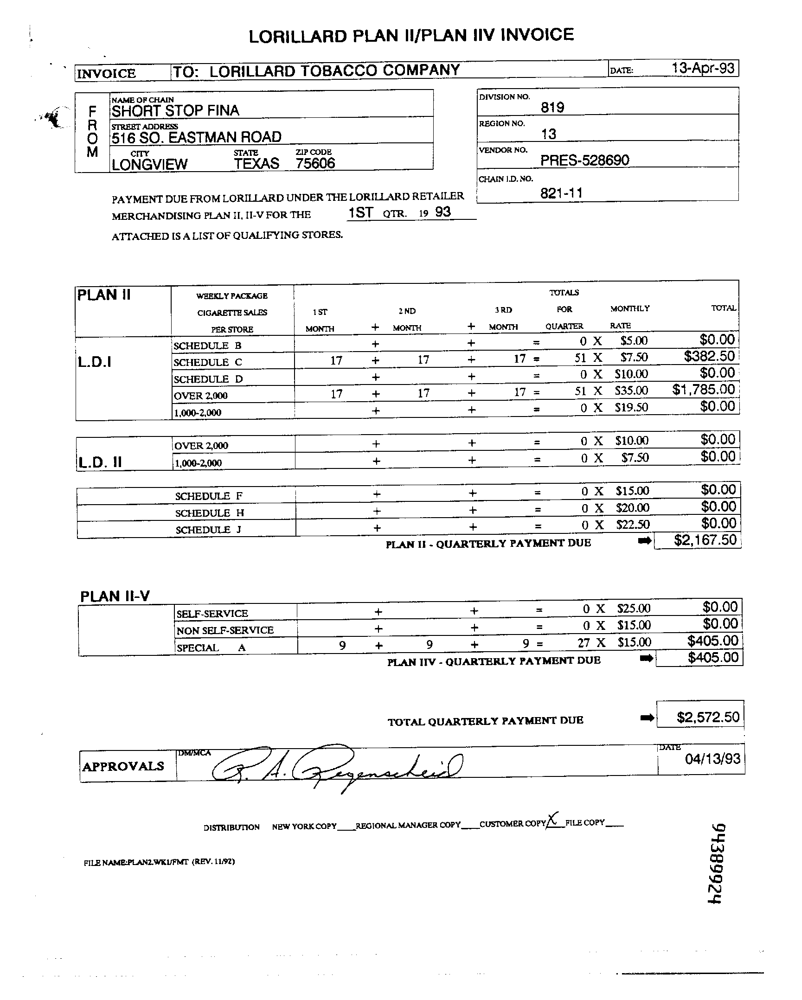 LORILLARD PLAN II/PLAN IIV INVOICE
INVOICE TO: LORILLARD TOBACCO COMPANY DATE: 13-Apr-93
FROM
NAME OF CHAIN
SHORT STOP FINA
STREET ADDRESS
516 SO. EASTMAN ROAD
CITY STATE ZIP CODE
LONGVIEW TEXAS 75606
DIVISION NO.
819
REGION NO.
13
VENDOR NO.
PRES-528690
CHAIN I.D. NO.
821-11
PAYMENT DUE FROM LORILLARD UNDER THE LORILLARD RETAILER
MERCHANDISING PLAN II, II-V FOR THE 1ST QTR. 19 93
ATTACHED IS A LIST OF QUALIFYING STORES.
PLAN II WEEKLY PACKAGE TOTALS
CIGARETTE SALES 1 ST 2 ND 3 RD FOR MONTHLY TOTAL
PER STORE MONTH + MONTH + MONTH QUARTER RATE
SCHEDULE B + + = 0 X $5.00 $0.00
L.D.I SCHEDULE C 17 + 17 + 17 = 51 X $7.50 $382.50
SCHEDULE D + + = 0 X $10.00 $0.00
OVER 2,000 17 + 17 + 17 = 51 X $35.00 $1,785.00
1,000-2,000 + + = 0 X $19.50 $0.00
OVER 2,000 + + = 0 X $10.00 $0.00
L.D. II 1,000-2,000 + + = 0 X $7.50 $0.00
SCHEDULE F + + = 0 X $15.00 $0.00
SCHEDULE H + + = 0 X $20.00 $0.00
SCHEDULE J + + = 0 X $22.50 $0.00
PLAN II - QUARTERLY PAYMENT DUE ➡ $2,167.50
PLAN II-V
SELF-SERVICE + + = 0 X $25.00 $0.00
NON SELF-SERVICE + + = 0 X $15.00 $0.00
SPECIAL A 9 + 9 + 9 = 27 X $15.00 $405.00
PLAN IIV - QUARTERLY PAYMENT DUE ➡ $405.00
TOTAL QUARTERLY PAYMENT DUE ➡ $2,572.50
APPROVALS DM/MCA R. A. Regenscheid DATE 04/13/93
DISTRIBUTION NEW YORK COPY____REGIONAL MANAGER COPY____CUSTOMER COPY X FILE COPY____
FILE NAME:PLAN2.WK1/FMT (REV. 11/92)
94389924